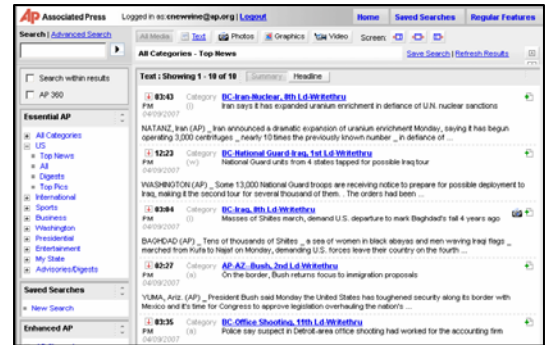 AP Associated Press
Logged in as:cnewvine@ap.org | Logout
Home
Saved Searches
Regular Features
Search | Advanced Search
All Media
Text
Photos
Graphics
Video
Screen:
All Categories - Top News
Save Search | Refresh Results
Search within results
AP 360
Text : Showing 1 - 10 of 10
Summary
Headline
Essential AP
All Categories
US
Top News
All
Digests
Top Pics
International
Sports
Business
Washington
Presidential
Entertainment
My State
Advisories/Digests
Saved Searches
New Search
Enhanced AP
03:43 Category BC-Iran-Nuclear, 8th Ld-Writethru
PM (i) Iran says it has expanded uranium enrichment in defiance of U.N. nuclear sanctions
04/09/2007
NATANZ, Iran (AP) _ Iran announced a dramatic expansion of uranium enrichment Monday, saying it has begun
operating 3,000 centrifuges _ nearly 10 times the previously known number _ in defiance of ...
12:23 Category BC-National Guard-Iraq, 1st Ld-Writethru
PM (w) National Guard units from 4 states tapped for possible Iraq tour
04/09/2007
WASHINGTON (AP) _ Some 13,000 National Guard troops are receiving notice to prepare for possible deployment to
Iraq, making it the second tour for several thousand of them. . The orders had been ...
03:04 Category BC-Iraq, 8th Ld-Writethru
PM (i) Masses of Shiites march, demand U.S. departure to mark Baghdad's fall 4 years ago
04/09/2007
BAGHDAD (AP) _ Tens of thousands of Shiites _ a sea of women in black abayas and men waving Iraqi flags _
marched from Kufa to Najaf on Monday, demanding U.S. forces leave their country on the fourth ...
02:27 Category AP-AZ--Bush, 2nd Ld-Writethru
PM (a) On the border, Bush returns focus to immigration proposals
04/09/2007
YUMA, Ariz. (AP) _ President Bush said Monday the United States has toughened security along its border with
Mexico and it's time for Congress to approve legislation overhauling the nation's ...
03:35 Category BC-Office Shooting, 11th Ld-Writethru
PM (a) Police say suspect in Detroit-area office shooting had worked for the accounting firm
04/09/2007